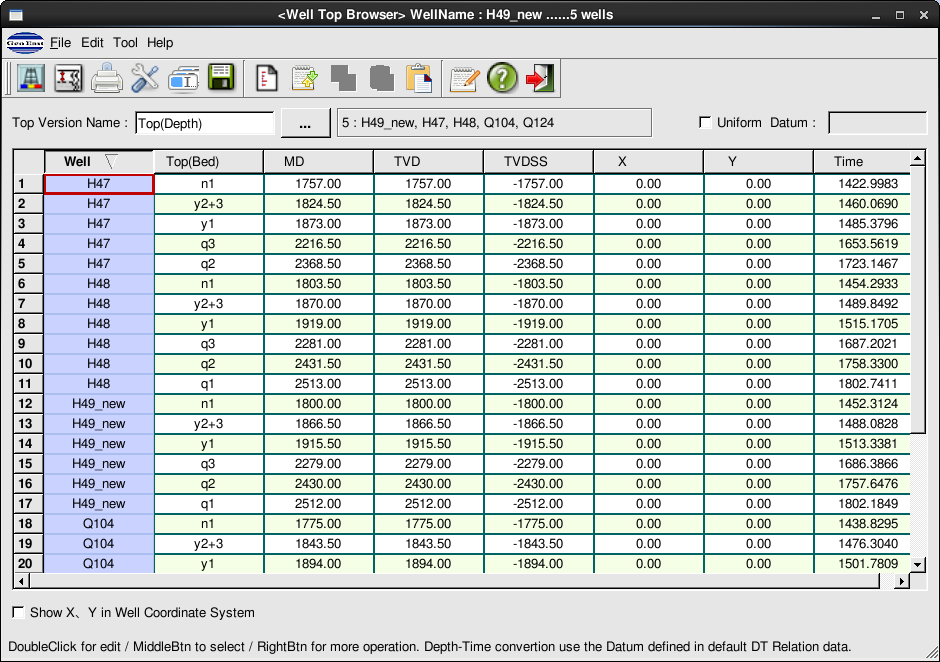 <Well Top Browser> WellName : H49_new ......5 wells
GeoEast File Edit Tool Help
Top Version Name : Top(Depth) ... 5 : H49_new, H47, H48, Q104, Q124 Uniform Datum :
Well Top(Bed) MD TVD TVDSS X Y Time
1 H47 n1 1757.00 1757.00 -1757.00 0.00 0.00 1422.9983
2 H47 y2+3 1824.50 1824.50 -1824.50 0.00 0.00 1460.0690
3 H47 y1 1873.00 1873.00 -1873.00 0.00 0.00 1485.3796
4 H47 q3 2216.50 2216.50 -2216.50 0.00 0.00 1653.5619
5 H47 q2 2368.50 2368.50 -2368.50 0.00 0.00 1723.1467
6 H48 n1 1803.50 1803.50 -1803.50 0.00 0.00 1454.2933
7 H48 y2+3 1870.00 1870.00 -1870.00 0.00 0.00 1489.8492
8 H48 y1 1919.00 1919.00 -1919.00 0.00 0.00 1515.1705
9 H48 q3 2281.00 2281.00 -2281.00 0.00 0.00 1687.2021
10 H48 q2 2431.50 2431.50 -2431.50 0.00 0.00 1758.3300
11 H48 q1 2513.00 2513.00 -2513.00 0.00 0.00 1802.7411
12 H49_new n1 1800.00 1800.00 -1800.00 0.00 0.00 1452.3124
13 H49_new y2+3 1866.50 1866.50 -1866.50 0.00 0.00 1488.0828
14 H49_new y1 1915.50 1915.50 -1915.50 0.00 0.00 1513.3381
15 H49_new q3 2279.00 2279.00 -2279.00 0.00 0.00 1686.3866
16 H49_new q2 2430.00 2430.00 -2430.00 0.00 0.00 1757.6476
17 H49_new q1 2512.00 2512.00 -2512.00 0.00 0.00 1802.1849
18 Q104 n1 1775.00 1775.00 -1775.00 0.00 0.00 1438.8295
19 Q104 y2+3 1843.50 1843.50 -1843.50 0.00 0.00 1476.3040
20 Q104 y1 1894.00 1894.00 -1894.00 0.00 0.00 1501.7809
Show X、Y in Well Coordinate System
DoubleClick for edit / MiddleBtn to select / RightBtn for more operation. Depth-Time convertion use the Datum defined in default DT Relation data.